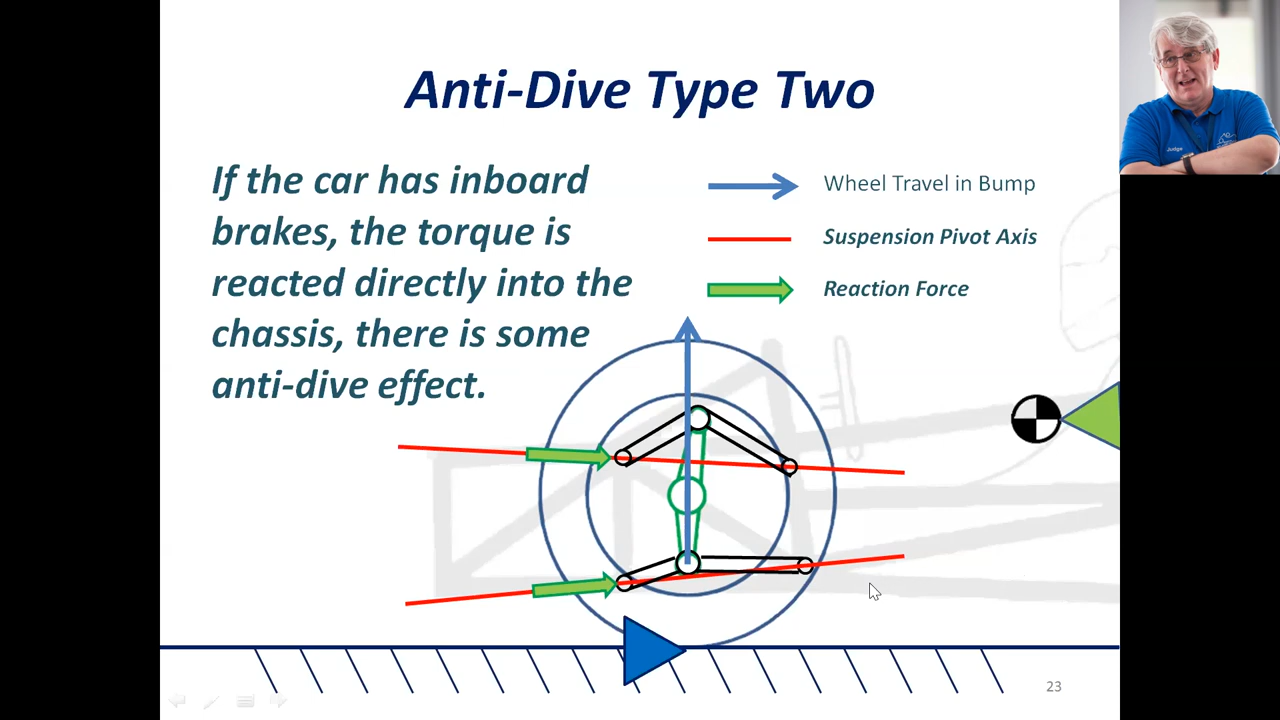 Anti-Dive Type Two
If the car has inboard
brakes, the torque is
reacted directly into the
chassis, there is some
anti-dive effect.
Wheel Travel in Bump
Suspension Pivot Axis
Reaction Force
Judge
23